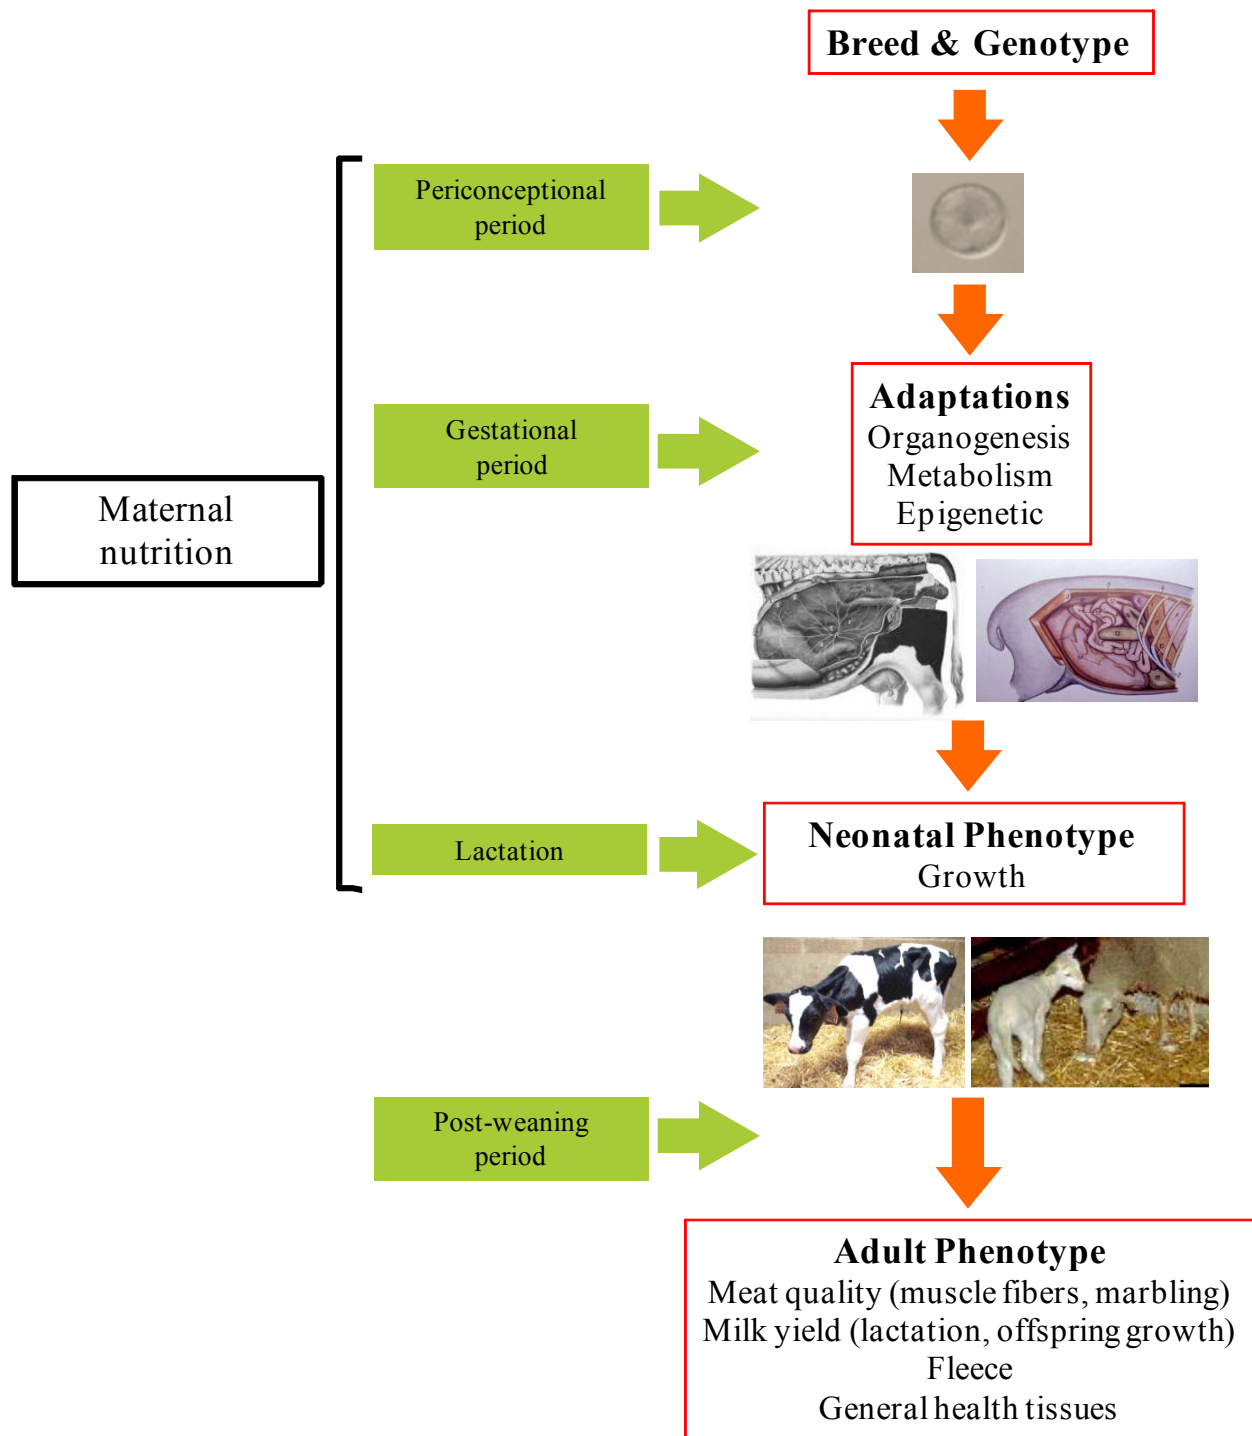 Breed & Genotype
Periconceptional
period
Gestational
period
Adaptations
Organogenesis
Metabolism
Epigenetic
Maternal
nutrition
Lactation
Neonatal Phenotype
Growth
Post-weaning
period
Adult Phenotype
Meat quality (muscle fibers, marbling)
Milk yield (lactation, offspring growth)
Fleece
General health tissues